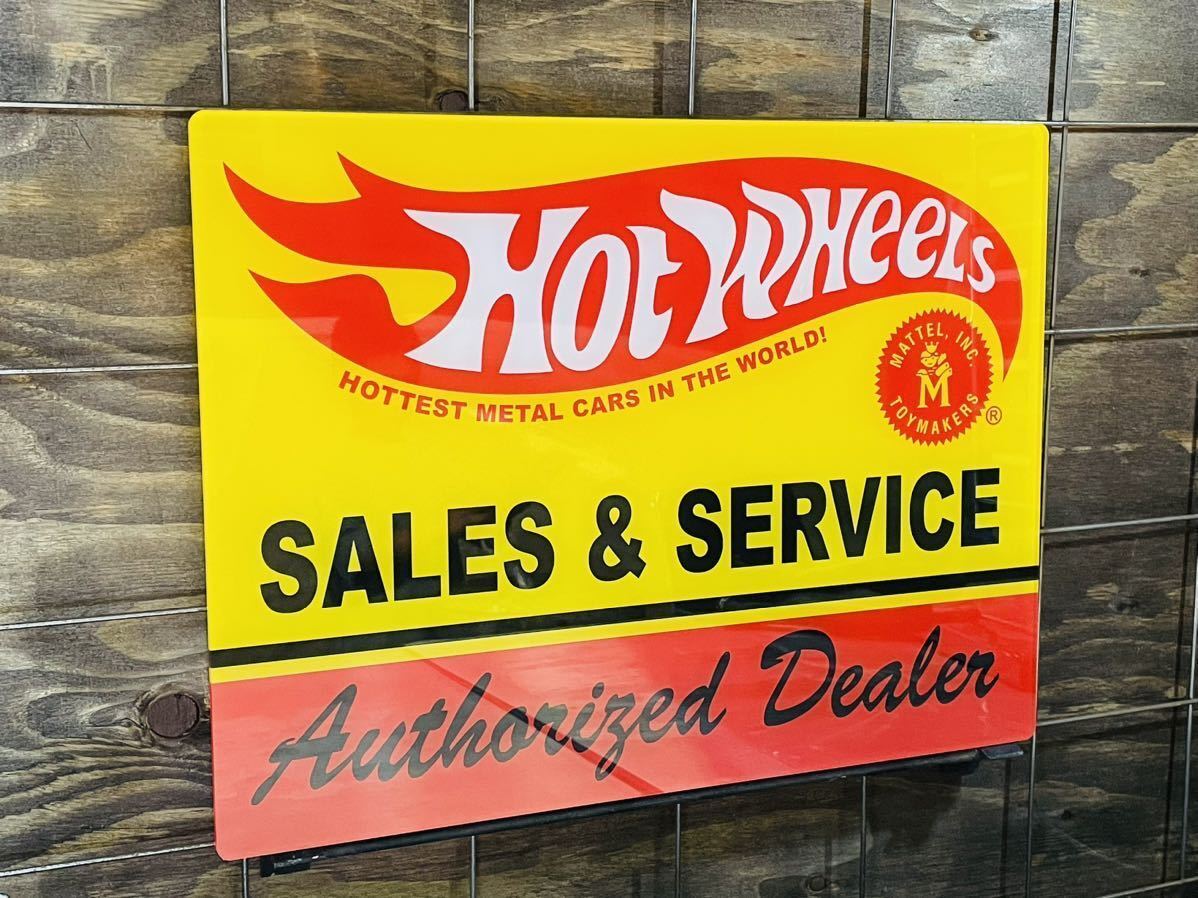 Hot Wheels
HOTTEST METAL CARS IN THE WORLD!
MATTEL, INC.
M
TOYMAKERS
®
SALES & SERVICE
Authorized Dealer